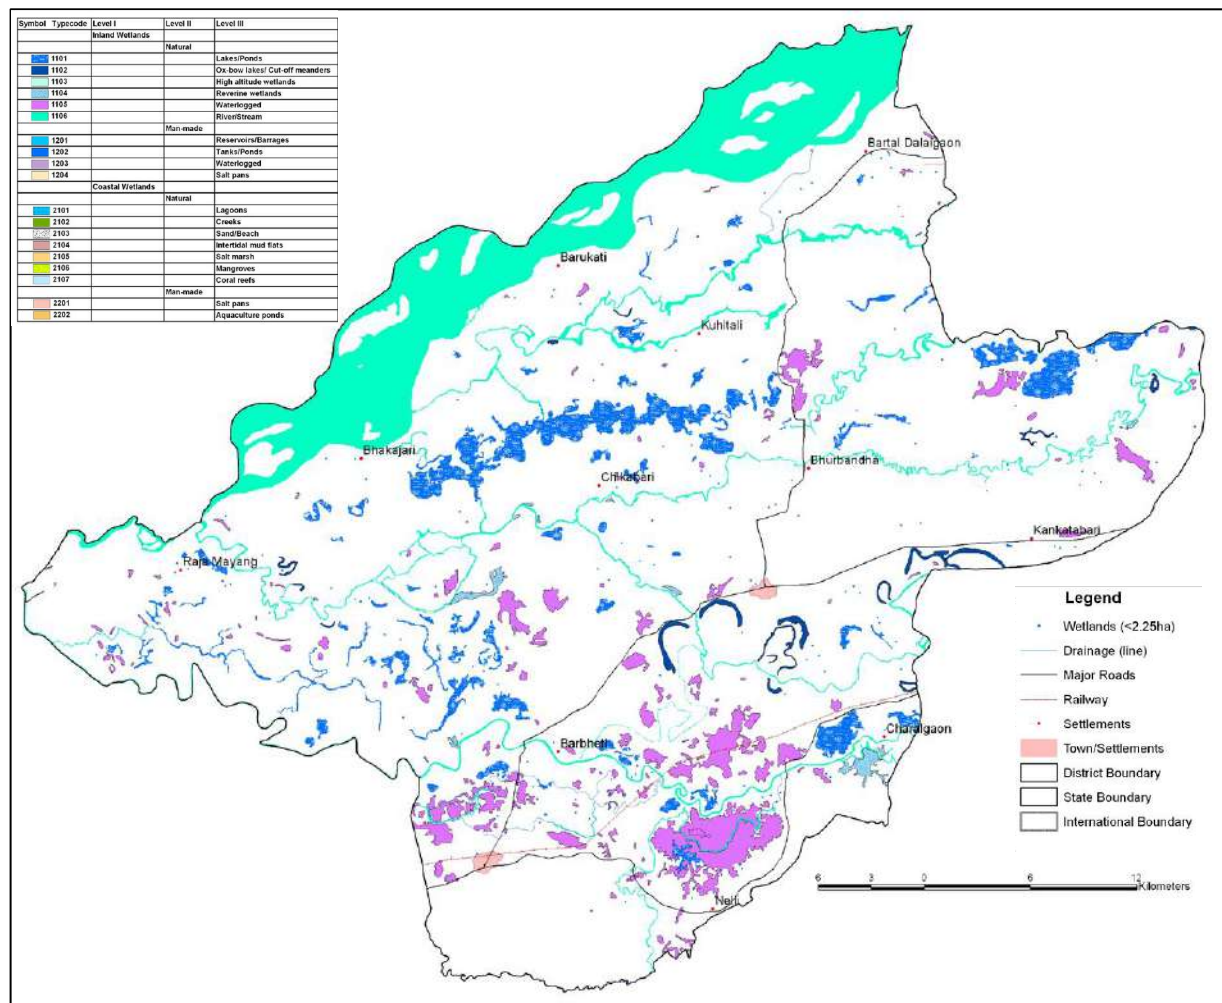 Symbol Typecode Level I Level II Level III
Inland Wetlands
Natural
1101 Lakes/Ponds
1102 Ox-bow lakes/ Cut-off meanders
1103 High altitude wetlands
1104 Reverine wetlands
1105 Waterlogged
1106 River/Stream
Man-made
1201 Reservoirs/Barrages
1202 Tanks/Ponds
1203 Waterlogged
1204 Salt pans
Coastal Wetlands
Natural
2101 Lagoons
2102 Creeks
2103 Sand/Beach
2104 Intertidal mud flats
2105 Salt marsh
2106 Mangroves
2107 Coral reefs
Man-made
2201 Salt pans
2202 Aquaculture ponds
Bartal Dalaigaon
Barukati
Kuhitali
Bhakajari
Bhurbandha
Chikabari
Kankatabari
Raja Mayang
Charaigaon
Barbheti
Nelli
Legend
Wetlands (<2.25ha)
Drainage (line)
Major Roads
Railway
Settlements
Town/Settlements
District Boundary
State Boundary
International Boundary
6 3 0 6 12
Kilometers